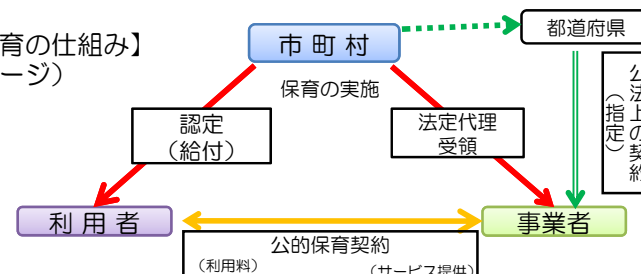 育の仕組み】
ージ）
市町村
都道府県
保育の実施
認定
（給付）
法定代理
受領
公法上の契約
（指定）
利用者
事業者
公的保育契約
（利用料）
（サービス提供）